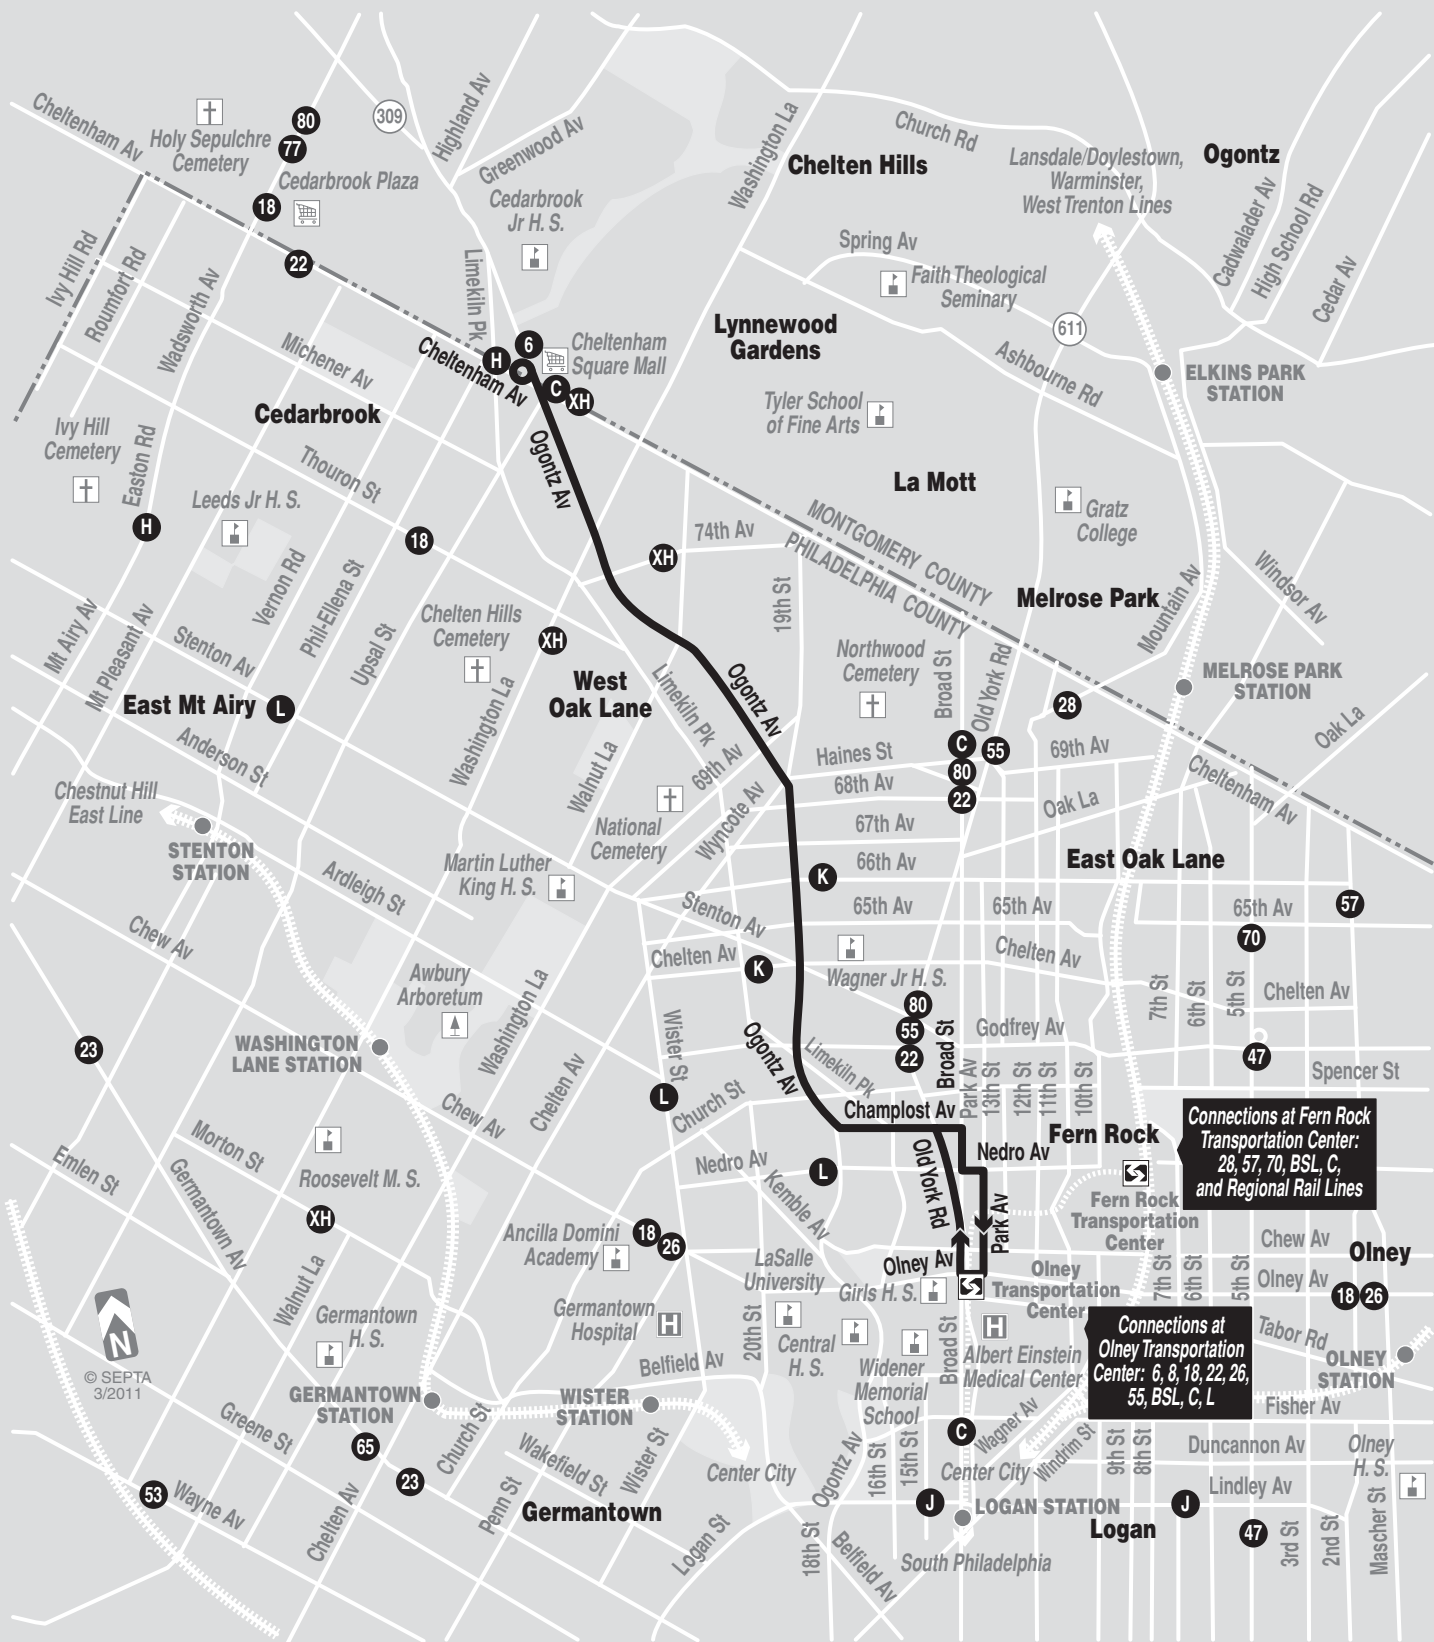 Cheltenham Av
Holy Sepulchre
Cemetery
80
77
309
Highland Av
Greenwood Av
Washington La
Church Rd
Chelten Hills
Lansdale/Doylestown,
Warminster,
West Trenton Lines
Ogontz
Cedarbrook Plaza
18
Cedarbrook
Jr H. S.
Cadwalader Av
High School Rd
Cedar Av
Ivy Hill Rd
Roumfort Rd
Wadsworth Av
22
Limekiln Pk
Spring Av
Faith Theological
Seminary
611
Lynnewood
Gardens
Michener Av
Cheltenham Av
H
6
C
XH
Cheltenham
Square Mall
Ashbourne Rd
ELKINS PARK
STATION
Cedarbrook
Tyler School
of Fine Arts
Ivy Hill
Cemetery
Easton Rd
Thouron St
Ogontz Av
La Mott
Leeds Jr H. S.
Gratz
College
H
18
XH
74th Av
MONTGOMERY COUNTY
PHILADELPHIA COUNTY
Windsor Av
Mt Airy Av
Mt Pleasant Av
Vernon Rd
Phil-Ellena St
Upsal St
19th St
Melrose Park
Mountain Av
Stenton Av
Chelten Hills
Cemetery
XH
Northwood
Cemetery
Broad St
Old York Rd
MELROSE PARK
STATION
East Mt Airy
L
West
Oak Lane
Limekiln Pk
Ogontz Av
28
Oak La
Anderson St
Washington La
Walnut La
69th Av
Haines St
C
55
69th Av
Cheltenham Av
Chestnut Hill
East Line
68th Av
80
22
Oak La
STENTON
STATION
National
Cemetery
Wyncote Av
67th Av
66th Av
East Oak Lane
Ardleigh St
Martin Luther
King H. S.
K
Stenton Av
65th Av
65th Av
65th Av
57
Chew Av
70
Chelten Av
K
Wagner Jr H. S.
Chelten Av
Awbury
Arboretum
Washington La
7th St
6th St
5th St
Chelten Av
80
55
22
Broad St
Godfrey Av
23
WASHINGTON
LANE STATION
Wister St
Ogontz Av
Limekiln Pk
Park Av
13th St
12th St
11th St
10th St
47
Spencer St
Chew Av
Chelten Av
L
Church St
Champlost Av
Connections at Fern Rock
Transportation Center:
28, 57, 70, BSL, C,
and Regional Rail Lines
Emlen St
Morton St
Roosevelt M. S.
Germantown Av
Nedro Av
L
Kemble Av
Old York Rd
Nedro Av
Fern Rock
Fern Rock
Transportation
Center
XH
Park Av
Ancilla Domini
Academy
18
26
LaSalle
University
Olney Av
Girls H. S.
Olney
Transportation
Center
Chew Av
Olney
7th St
6th St
5th St
Olney Av
18
26
Walnut La
Germantown
H. S.
N
© SEPTA
3/2011
Germantown
Hospital
20th St
Central
H. S.
Widener
Memorial
School
Broad St
Albert Einstein
Medical Center
Connections at
Olney Transportation
Center: 6, 8, 18, 22, 26,
55, BSL, C, L
Tabor Rd
OLNEY
STATION
Belfield Av
GERMANTOWN
STATION
WISTER
STATION
Fisher Av
Greene St
65
Church St
Wakefield St
Wister St
Center City
Ogontz Av
16th St
15th St
C
Wagner Av
Center City
Windrim St
9th St
8th St
Duncannon Av
Olney
H. S.
Lindley Av
53
Wayne Av
23
Chelten Av
Penn St
Germantown
Logan St
18th St
Belfield Av
J
LOGAN STATION
Logan
J
47
3rd St
2nd St
Mascher St
South Philadelphia